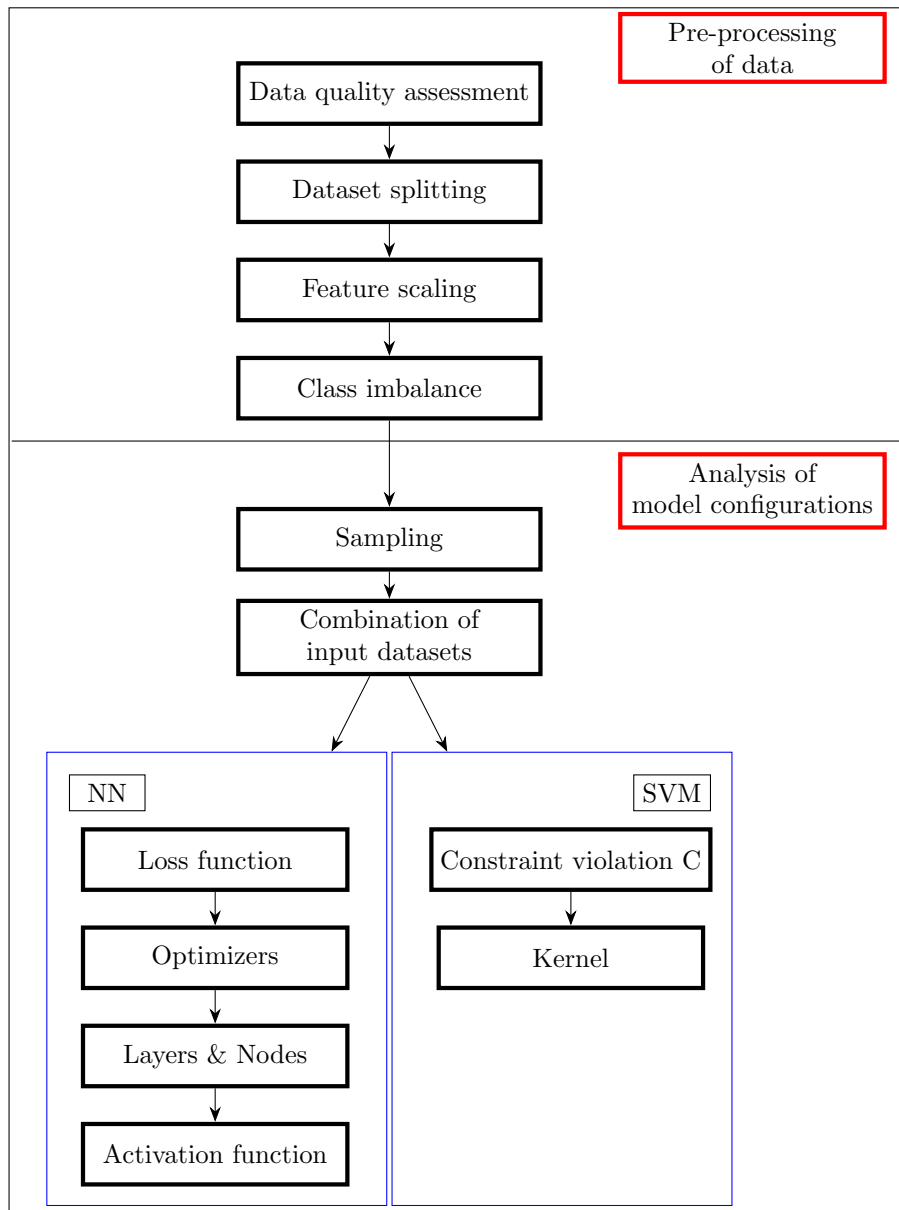 Pre-processing
of data
Data quality assessment
Dataset splitting
Feature scaling
Class imbalance
Analysis of
model configurations
Sampling
Combination of
input datasets
NN
Loss function
Optimizers
Layers & Nodes
Activation function
SVM
Constraint violation C
Kernel